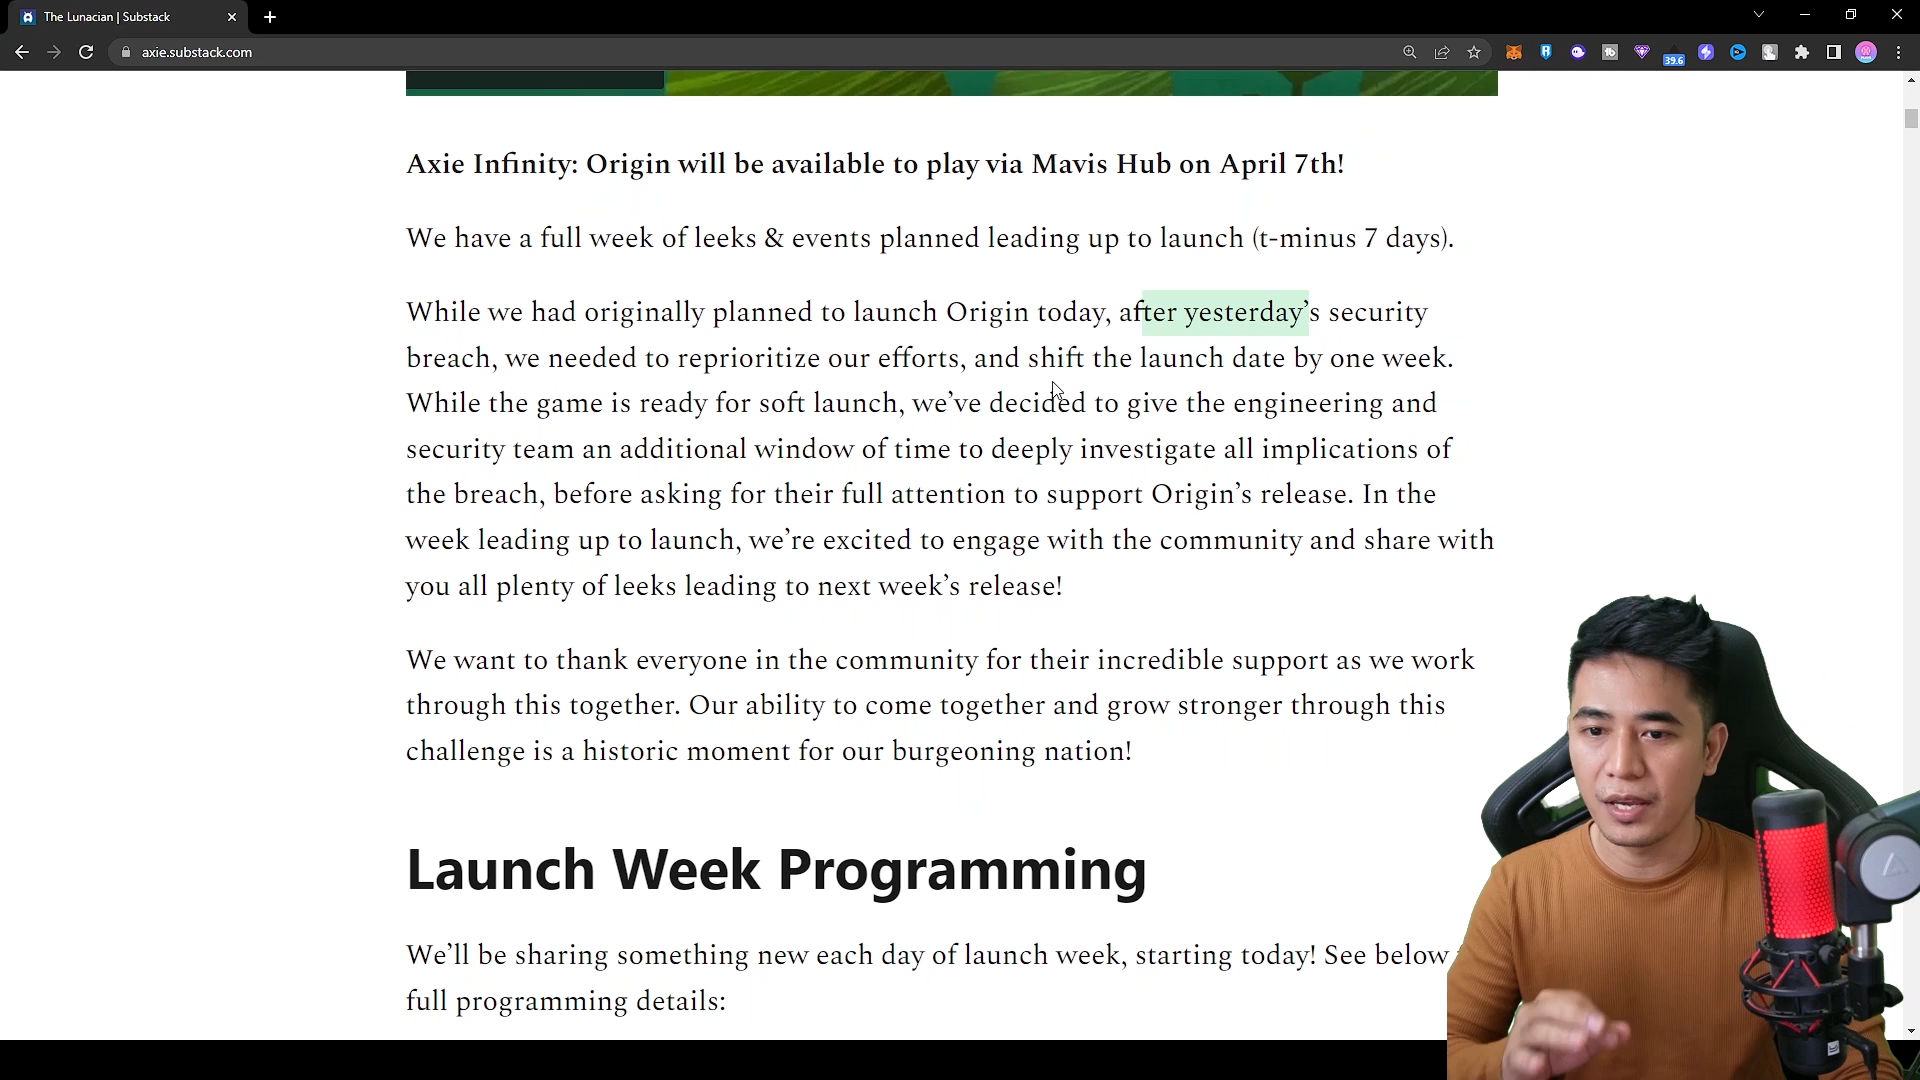 The Lunacian | Substack
axie.substack.com
39.6
Axie Infinity: Origin will be available to play via Mavis Hub on April 7th!
We have a full week of leeks & events planned leading up to launch (t-minus 7 days).
While we had originally planned to launch Origin today, after yesterday’s security
breach, we needed to reprioritize our efforts, and shift the launch date by one week.
While the game is ready for soft launch, we’ve decided to give the engineering and
security team an additional window of time to deeply investigate all implications of
the breach, before asking for their full attention to support Origin’s release. In the
week leading up to launch, we’re excited to engage with the community and share with
you all plenty of leeks leading to next week’s release!
We want to thank everyone in the community for their incredible support as we work
through this together. Our ability to come together and grow stronger through this
challenge is a historic moment for our burgeoning nation!
Launch Week Programming
We’ll be sharing something new each day of launch week, starting today! See below
full programming details: